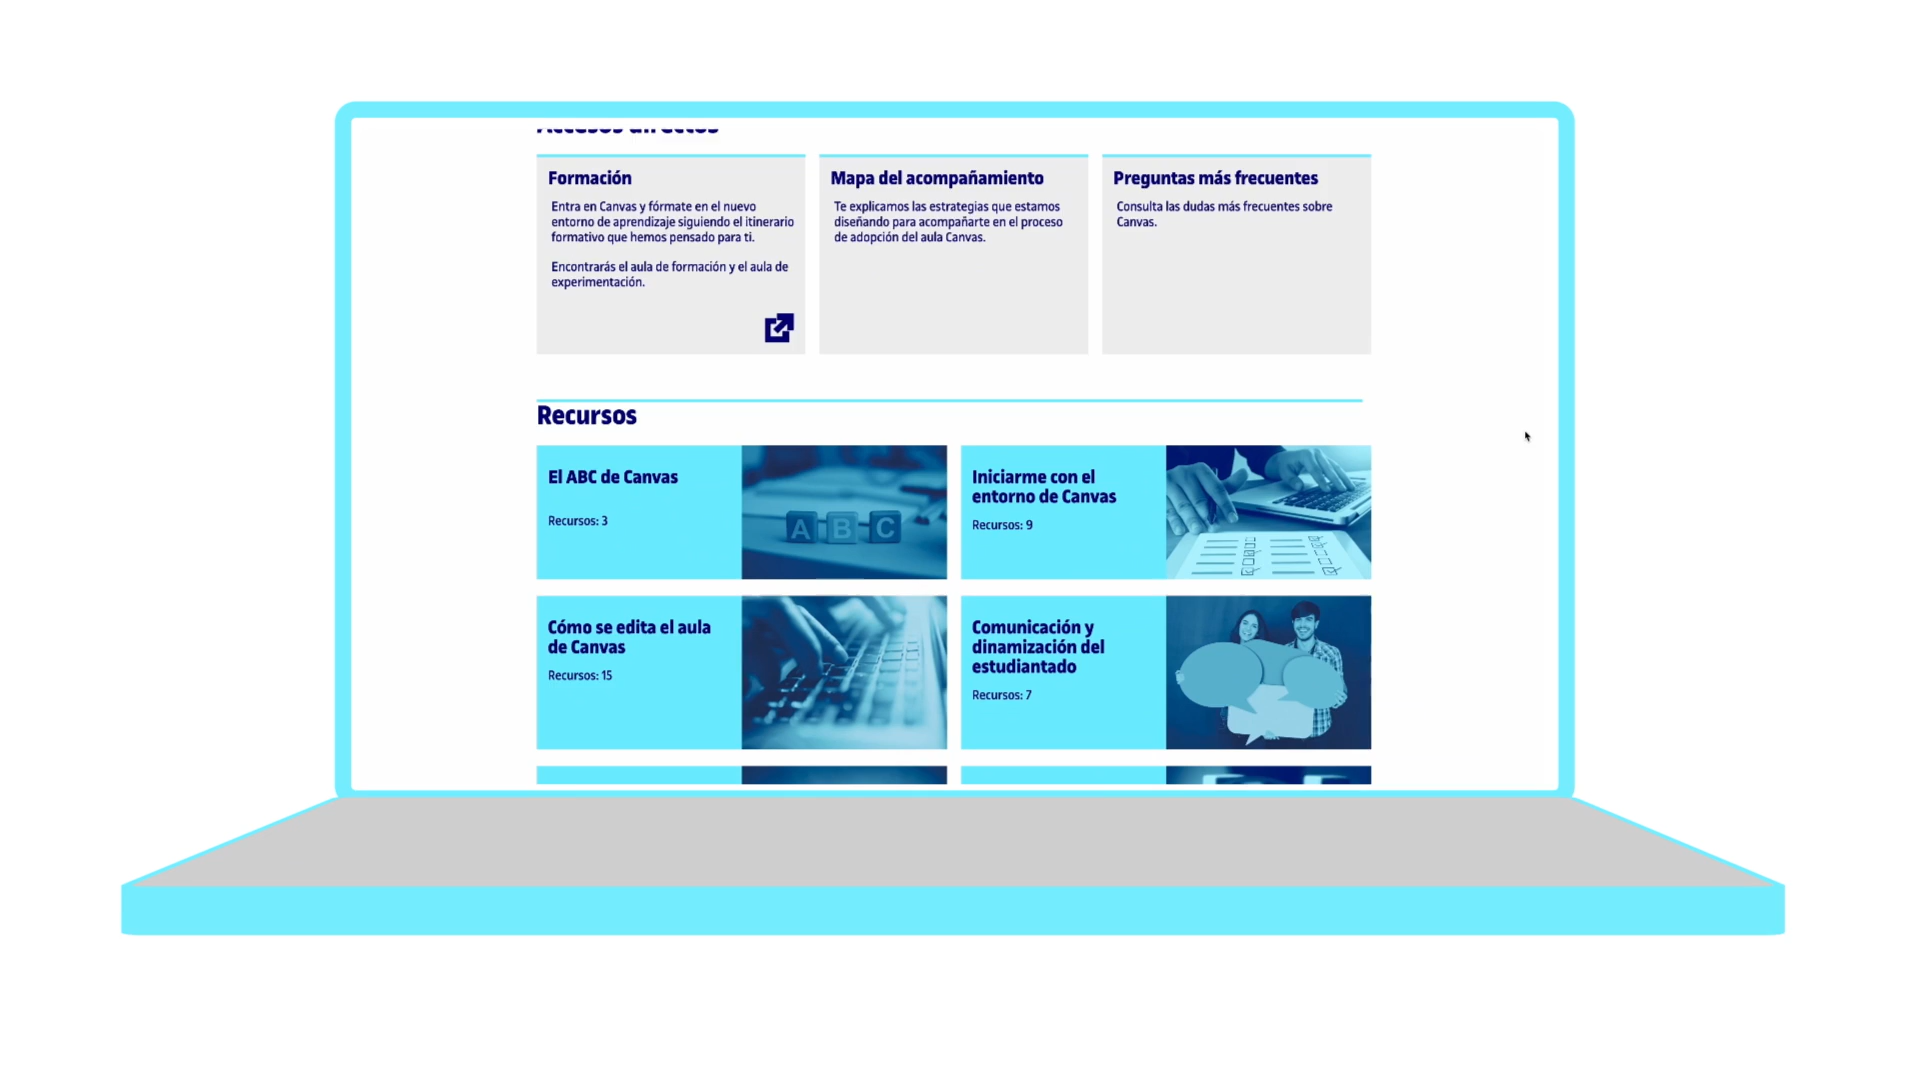 Accesos directos
Formación
Entra en Canvas y fórmate en el nuevo
entorno de aprendizaje siguiendo el itinerario
formativo que hemos pensado para ti.
Encontrarás el aula de formación y el aula de
experimentación.
Mapa del acompañamiento
Te explicamos las estrategias que estamos
diseñando para acompañarte en el proceso
de adopción del aula Canvas.
Preguntas más frecuentes
Consulta las dudas más frecuentes sobre
Canvas.
Recursos
El ABC de Canvas
Recursos: 3
A B C
Iniciarme con el
entorno de Canvas
Recursos: 9
Cómo se edita el aula
de Canvas
Recursos: 15
Comunicación y
dinamización del
estudiantado
Recursos: 7